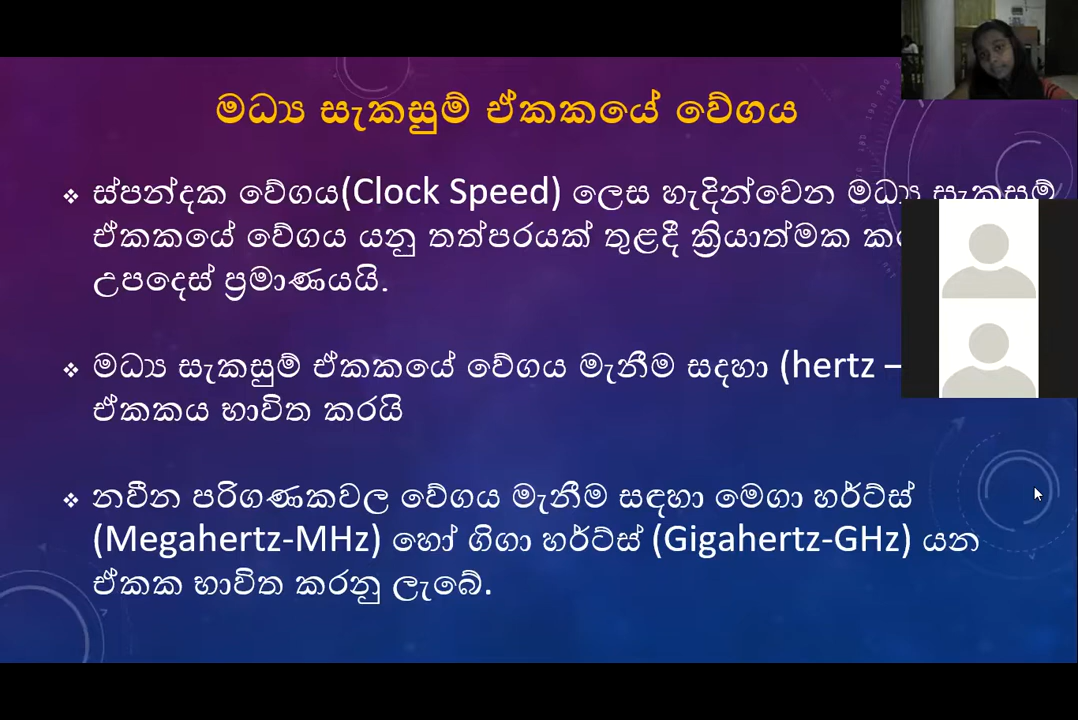 මධ්‍ය සැකසුම් ඒකකයේ වේගය
❖ ස්පන්දක වේගය(Clock Speed) ලෙස හැදින්වෙන මධ්‍ය සැකසුම්
ඒකකයේ වේගය යනු තත්පරයක් තුළදී ක්‍රියාත්මක
උපදෙස් ප්‍රමාණයයි.
❖ මධ්‍ය සැකසුම් ඒකකයේ වේගය මැනීම සදහා (hertz –
ඒකකය භාවිත කරයි
❖ නවීන පරිගණකවල වේගය මැනීම සඳහා මෙගා හර්ට්ස්
(Megahertz-MHz) හෝ ගිගා හර්ට්ස් (Gigahertz-GHz) යන
ඒකක භාවිත කරනු ලැබේ.